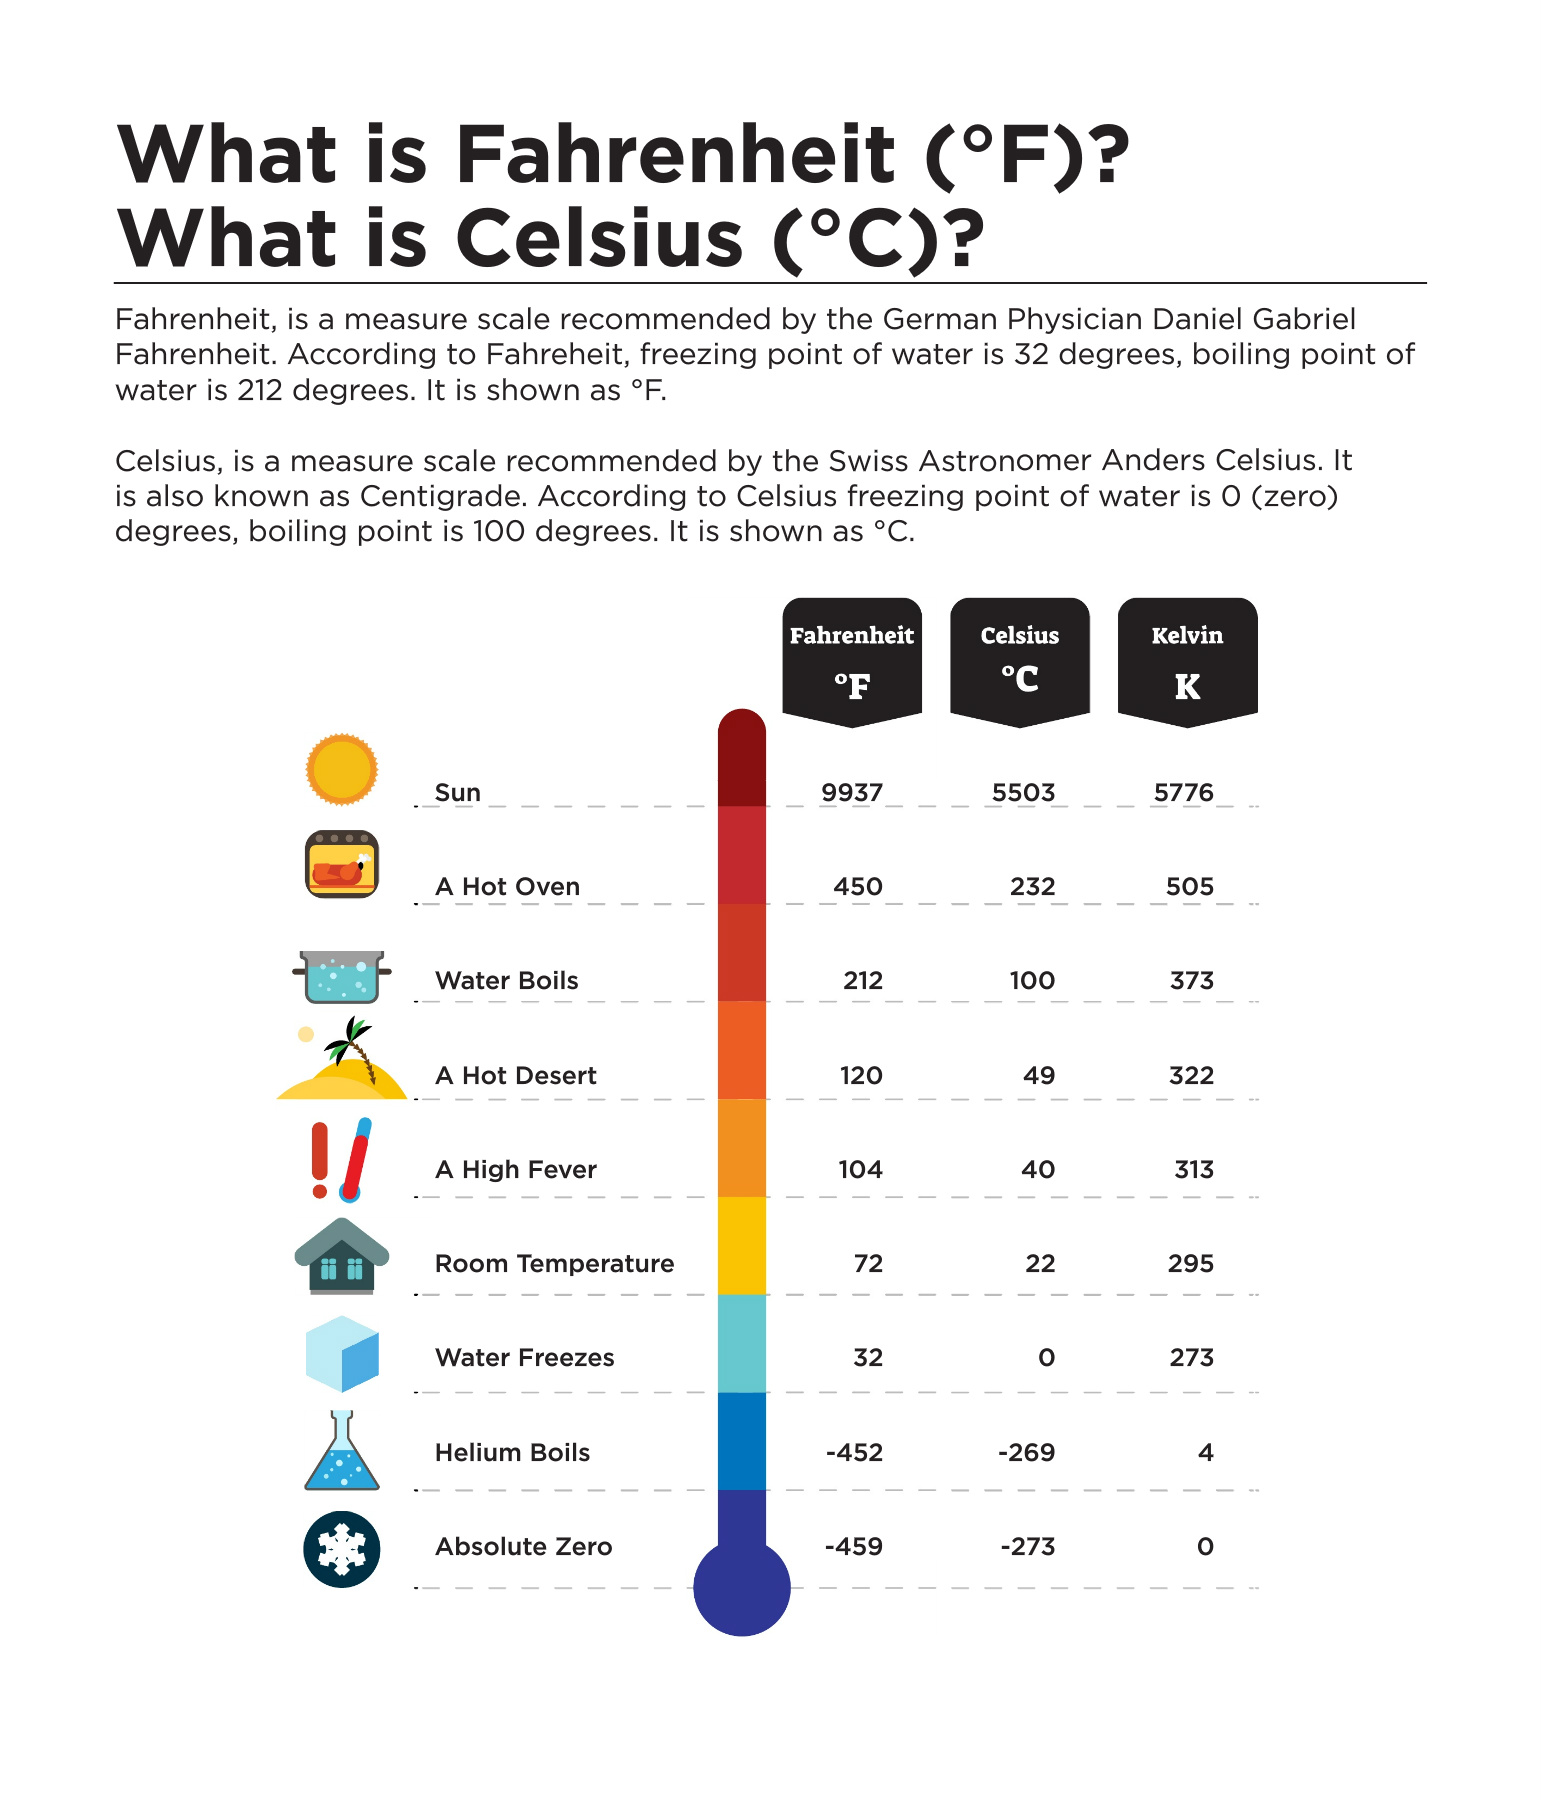 What is Fahrenheit (°F)?
What is Celsius (°C)?
Fahrenheit, is a measure scale recommended by the German Physician Daniel Gabriel
Fahrenheit. According to Fahreheit, freezing point of water is 32 degrees, boiling point of
water is 212 degrees. It is shown as °F.
Celsius, is a measure scale recommended by the Swiss Astronomer Anders Celsius. It
is also known as Centigrade. According to Celsius freezing point of water is 0 (zero)
degrees, boiling point is 100 degrees. It is shown as °C.
Fahrenheit Celsius Kelvin
°F °C K
Sun 9937 5503 5776
A Hot Oven 450 232 505
Water Boils 212 100 373
A Hot Desert 120 49 322
A High Fever 104 40 313
Room Temperature 72 22 295
Water Freezes 32 0 273
Helium Boils -452 -269 4
Absolute Zero -459 -273 0